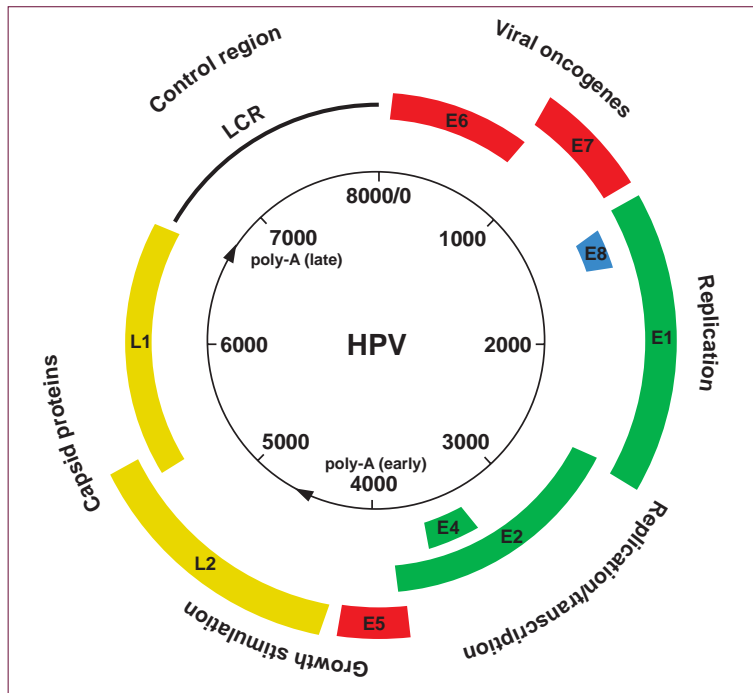 Control region
Viral oncogenes
LCR
E6
E7
8000/0
7000
1000
poly-A (late)
E8
Replication
L1
6000
HPV
2000
E1
Capsid proteins
5000
poly-A (early)
3000
4000
E4
E2
Replication/transcription
L2
E5
Growth stimulation